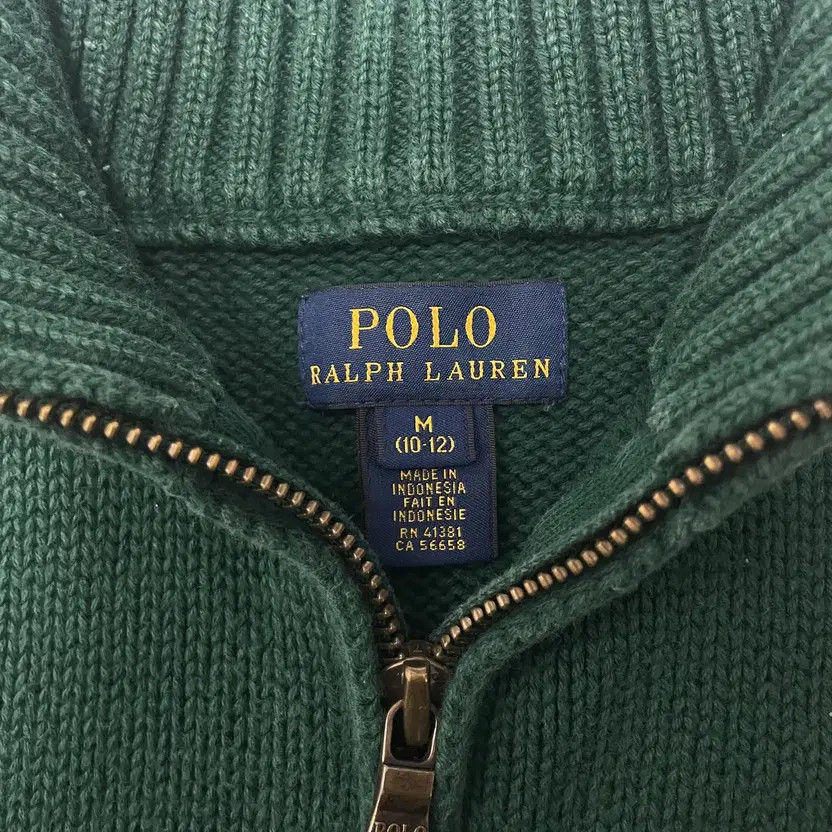 POLO
RALPH LAUREN
M
(10-12)
MADE IN
INDONESIA
FAIT EN
INDONESIE
RN 41381
CA 56658
POLO